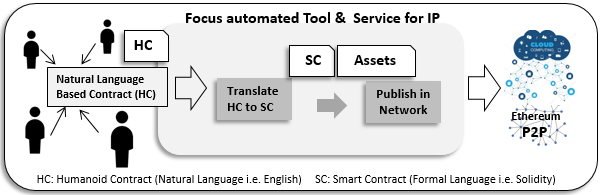 Focus automated Tool & Service for IP
HC
SC
Assets
CLOUD
COMPUTING
Natural Language
Based Contract (HC)
Translate
HC to SC
Publish in
Network
Ethereum
P2P
HC: Humanoid Contract (Natural Language i.e. English) SC: Smart Contract (Formal Language i.e. Solidity)